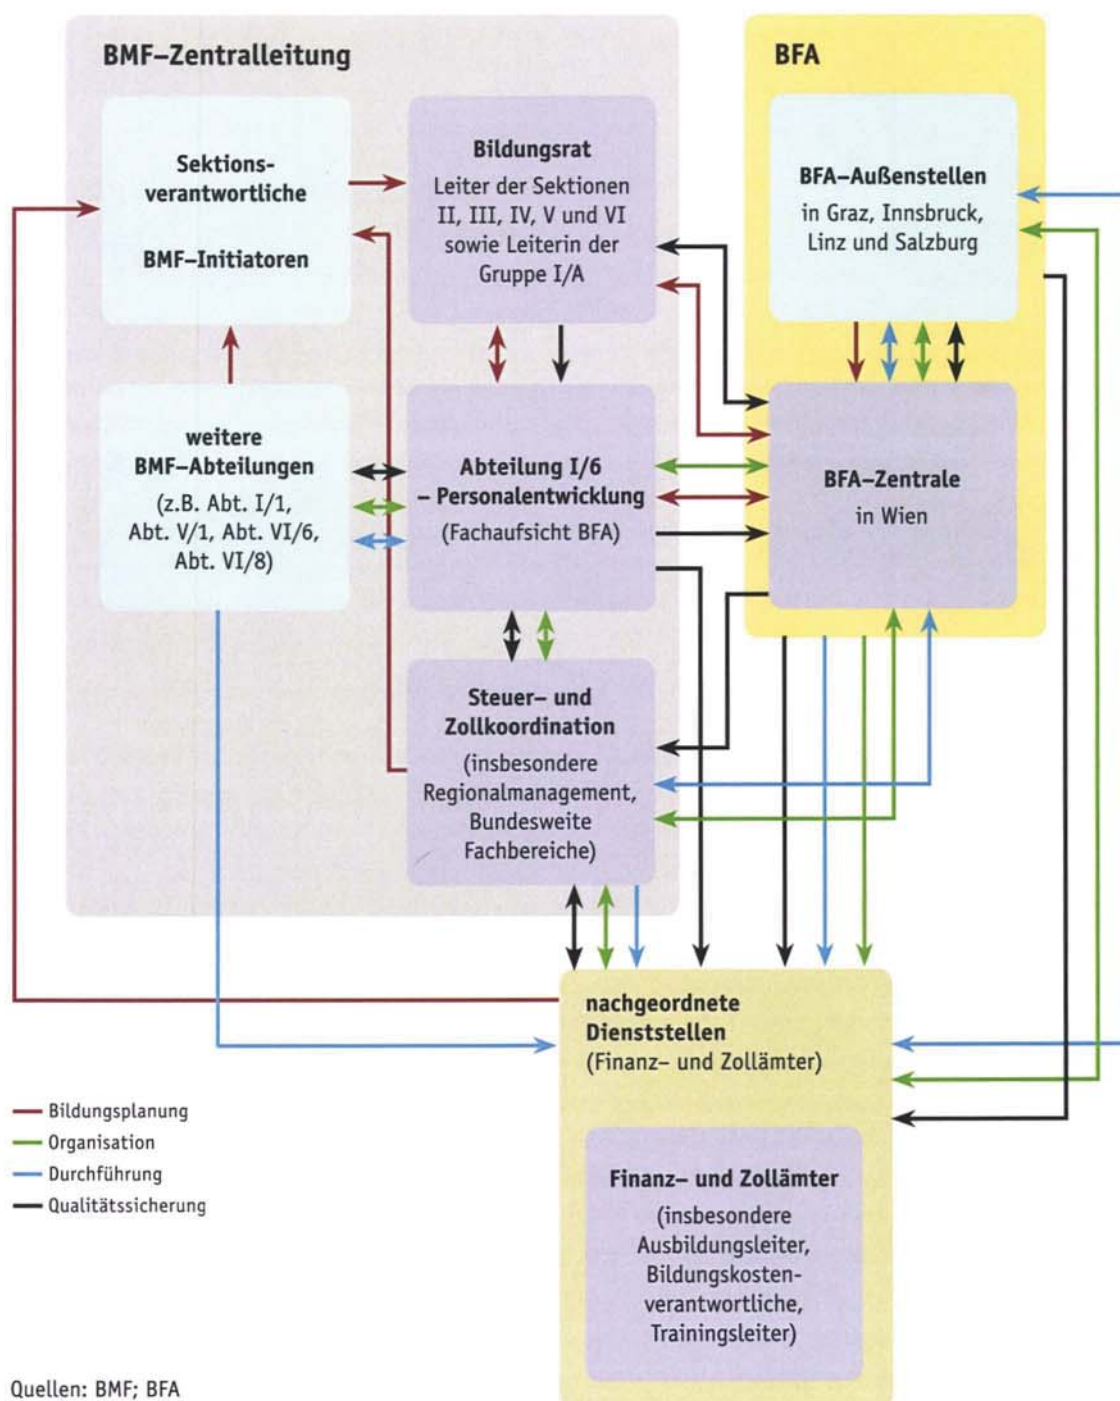 BMF–Zentralleitung
Sektions-
verantwortliche
BMF–Initiatoren
Bildungsrat
Leiter der Sektionen
II, III, IV, V und VI
sowie Leiterin der
Gruppe I/A
weitere
BMF–Abteilungen
(z.B. Abt. I/1,
Abt. V/1, Abt. VI/6,
Abt. VI/8)
Abteilung I/6
– Personalentwicklung
(Fachaufsicht BFA)
Steuer– und
Zollkoordination
(insbesondere
Regionalmanagement,
Bundesweite
Fachbereiche)
BFA
BFA–Außenstellen
in Graz, Innsbruck,
Linz und Salzburg
BFA–Zentrale
in Wien
nachgeordnete
Dienststellen
(Finanz– und Zollämter)
Finanz– und Zollämter
(insbesondere
Ausbildungsleiter,
Bildungskosten-
verantwortliche,
Trainingsleiter)
Bildungsplanung
Organisation
Durchführung
Qualitätssicherung
Quellen: BMF; BFA